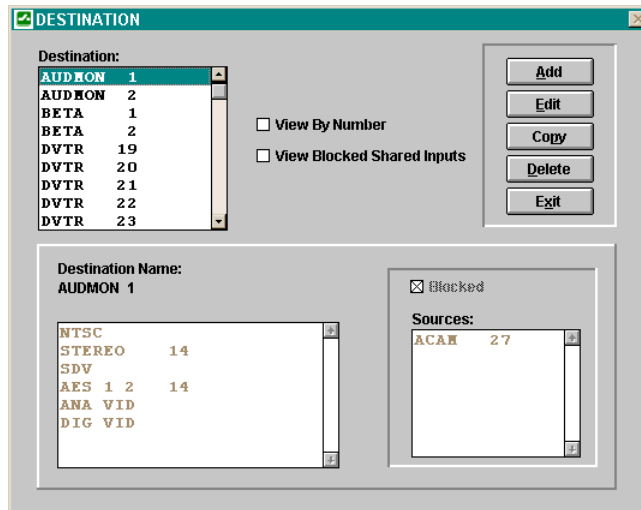 DESTINATION
Destination:
AUDMON 1
AUDMON 2
BETA 1
BETA 2
DVTR 19
DVTR 20
DVTR 21
DVTR 22
DVTR 23
View By Number
View Blocked Shared Inputs
Add
Edit
Copy
Delete
Exit
Destination Name:
AUDMON 1
NTSC
STEREO 14
SDV
AES 1 2 14
ANA VID
DIG VID
Blocked
Sources:
ACAM 27